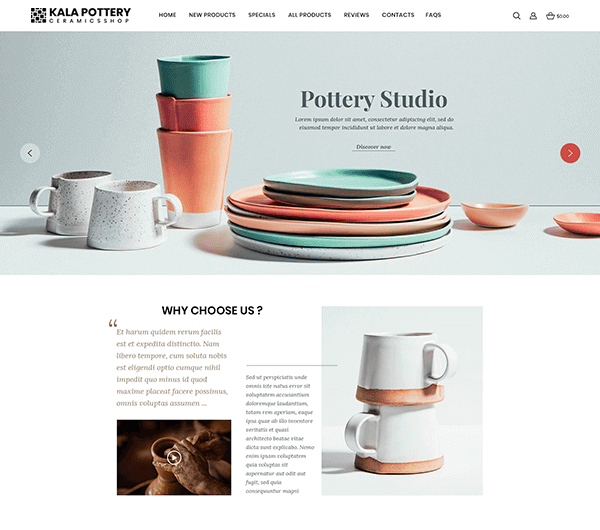 KALA POTTERY
CERAMICSSHOP
HOME NEW PRODUCTS SPECIALS ALL PRODUCTS REVIEWS CONTACTS FAQS
$0.00
Pottery Studio
Lorem ipsum dolor sit amet, consectetur adipiscing elit, sed do
eiusmod tempor incididunt ut labore et dolore magna aliqua.
Discover now
WHY CHOOSE US ?
“
Et harum quidem rerum facilis
est et expedita distinctio. Nam
libero tempore, cum soluta nobis
est eligendi optio cumque nihil
impedit quo minus id quod
maxime placeat facere possimus,
omnis voluptas assumen ...
Sed ut perspiciatis unde
omnis iste natus error sit
voluptatem accusantium
doloremque laudantium,
totam rem aperiam, eaque
ipsa quae ab illo inventore
veritatis et quasi
architecto beatae vitae
dicta sunt explicabo. Nemo
enim ipsum voluptatem
quia voluptas sit
aspernatur aut odit aut
fugit, sed quia
consequuntur magni